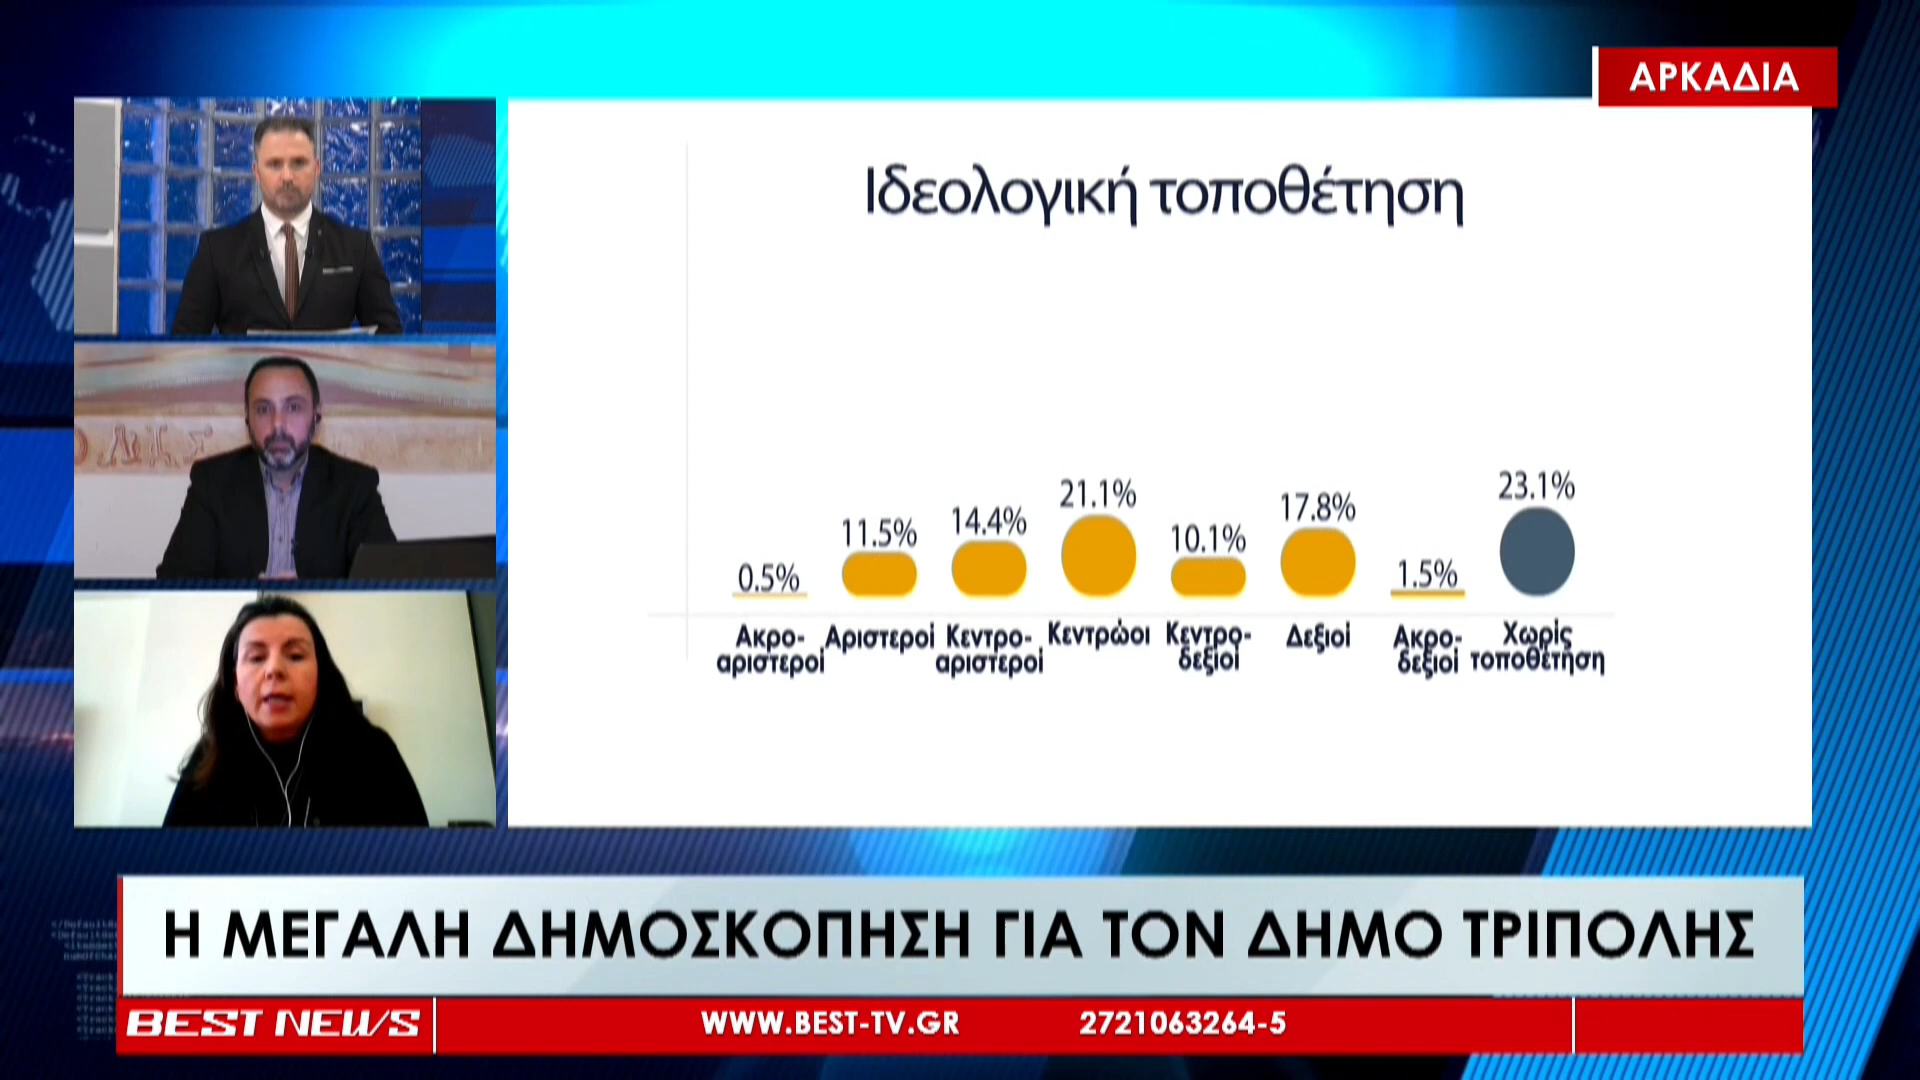 ΑΡΚΑΔΙΑ
Ιδεολογική τοποθέτηση
0.5%
11.5%
14.4%
21.1%
10.1%
17.8%
1.5%
23.1%
Ακρο-
αριστεροί
Αριστεροί
Κεντρο-
αριστεροί
Κεντρώοι
Κεντρο-
δεξιοί
Δεξιοί
Ακρο-
δεξιοί
Χωρίς
τοποθέτηση
Η ΜΕΓΑΛΗ ΔΗΜΟΣΚΟΠΗΣΗ ΓΙΑ ΤΟΝ ΔΗΜΟ ΤΡΙΠΟΛΗΣ
BEST NEWS
WWW.BEST-TV.GR
2721063264-5